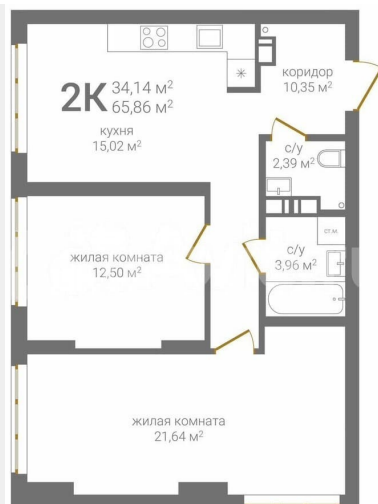 2К
34,14 м²
65,86 м²
кухня
15,02 м²
коридор
10,35 м²
с/у
2,39 м²
ст.м.
с/у
3,96 м²
жилая комната
12,50 м²
жилая комната
21,64 м²